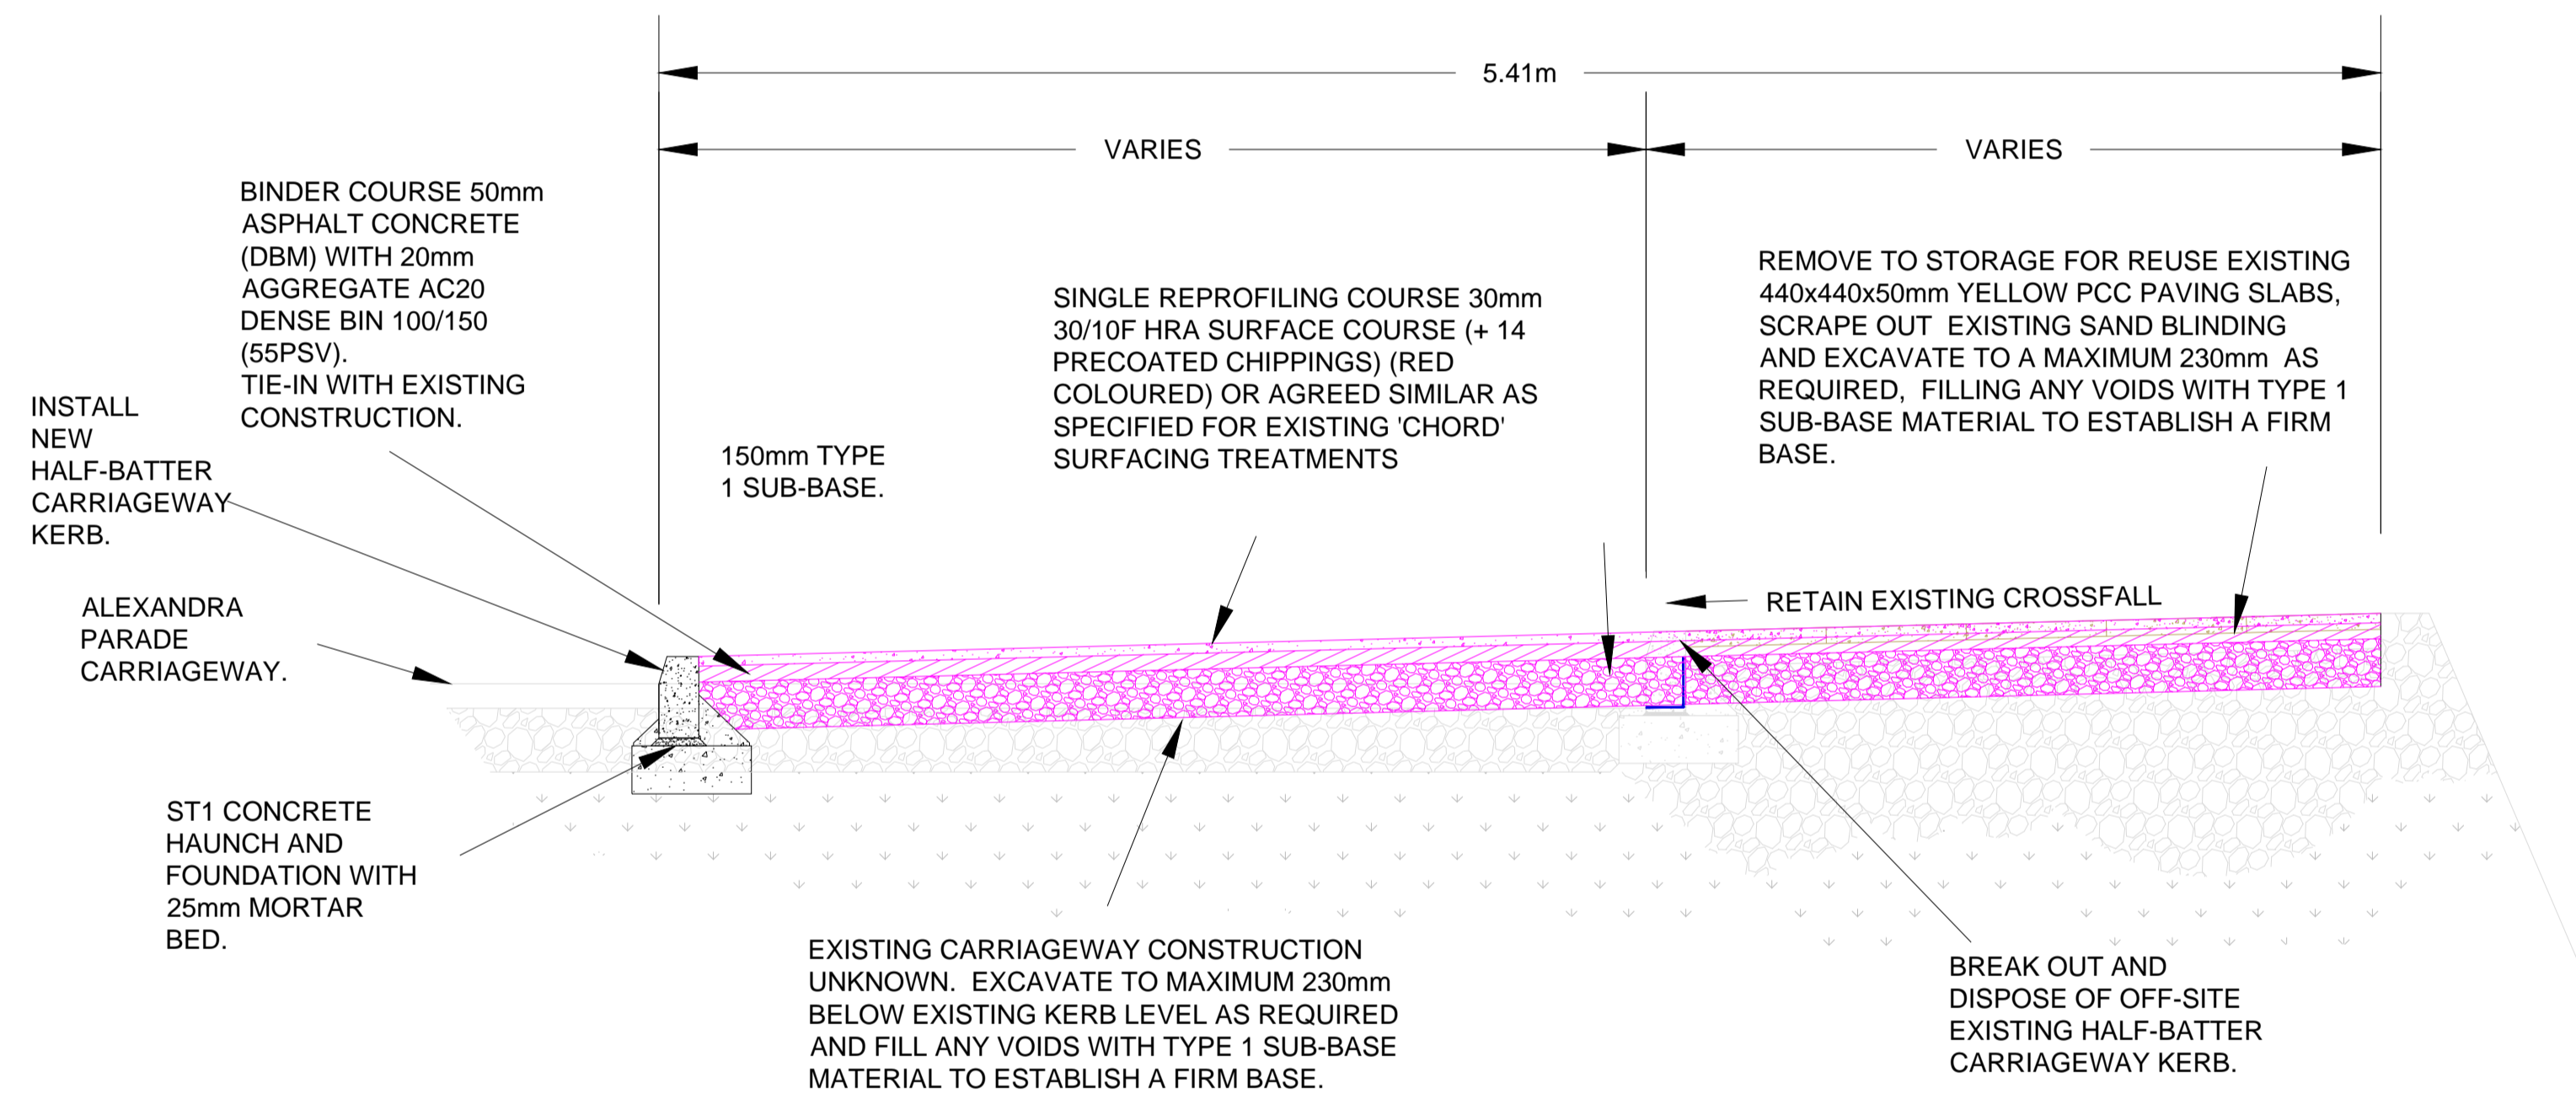 5.41m
VARIES
VARIES
BINDER COURSE 50mm
ASPHALT CONCRETE
(DBM) WITH 20mm
AGGREGATE AC20
DENSE BIN 100/150
(55PSV).
TIE-IN WITH EXISTING
CONSTRUCTION.
INSTALL
NEW
HALF-BATTER
CARRIAGEWAY
KERB.
150mm TYPE
1 SUB-BASE.
SINGLE REPROFILING COURSE 30mm
30/10F HRA SURFACE COURSE (+ 14
PRECOATED CHIPPINGS) (RED
COLOURED) OR AGREED SIMILAR AS
SPECIFIED FOR EXISTING 'CHORD'
SURFACING TREATMENTS
REMOVE TO STORAGE FOR REUSE EXISTING
440x440x50mm YELLOW PCC PAVING SLABS,
SCRAPE OUT EXISTING SAND BLINDING
AND EXCAVATE TO A MAXIMUM 230mm AS
REQUIRED, FILLING ANY VOIDS WITH TYPE 1
SUB-BASE MATERIAL TO ESTABLISH A FIRM
BASE.
ALEXANDRA
PARADE
CARRIAGEWAY.
RETAIN EXISTING CROSSFALL
ST1 CONCRETE
HAUNCH AND
FOUNDATION WITH
25mm MORTAR
BED.
EXISTING CARRIAGEWAY CONSTRUCTION
UNKNOWN. EXCAVATE TO MAXIMUM 230mm
BELOW EXISTING KERB LEVEL AS REQUIRED
AND FILL ANY VOIDS WITH TYPE 1 SUB-BASE
MATERIAL TO ESTABLISH A FIRM BASE.
BREAK OUT AND
DISPOSE OF OFF-SITE
EXISTING HALF-BATTER
CARRIAGEWAY KERB.